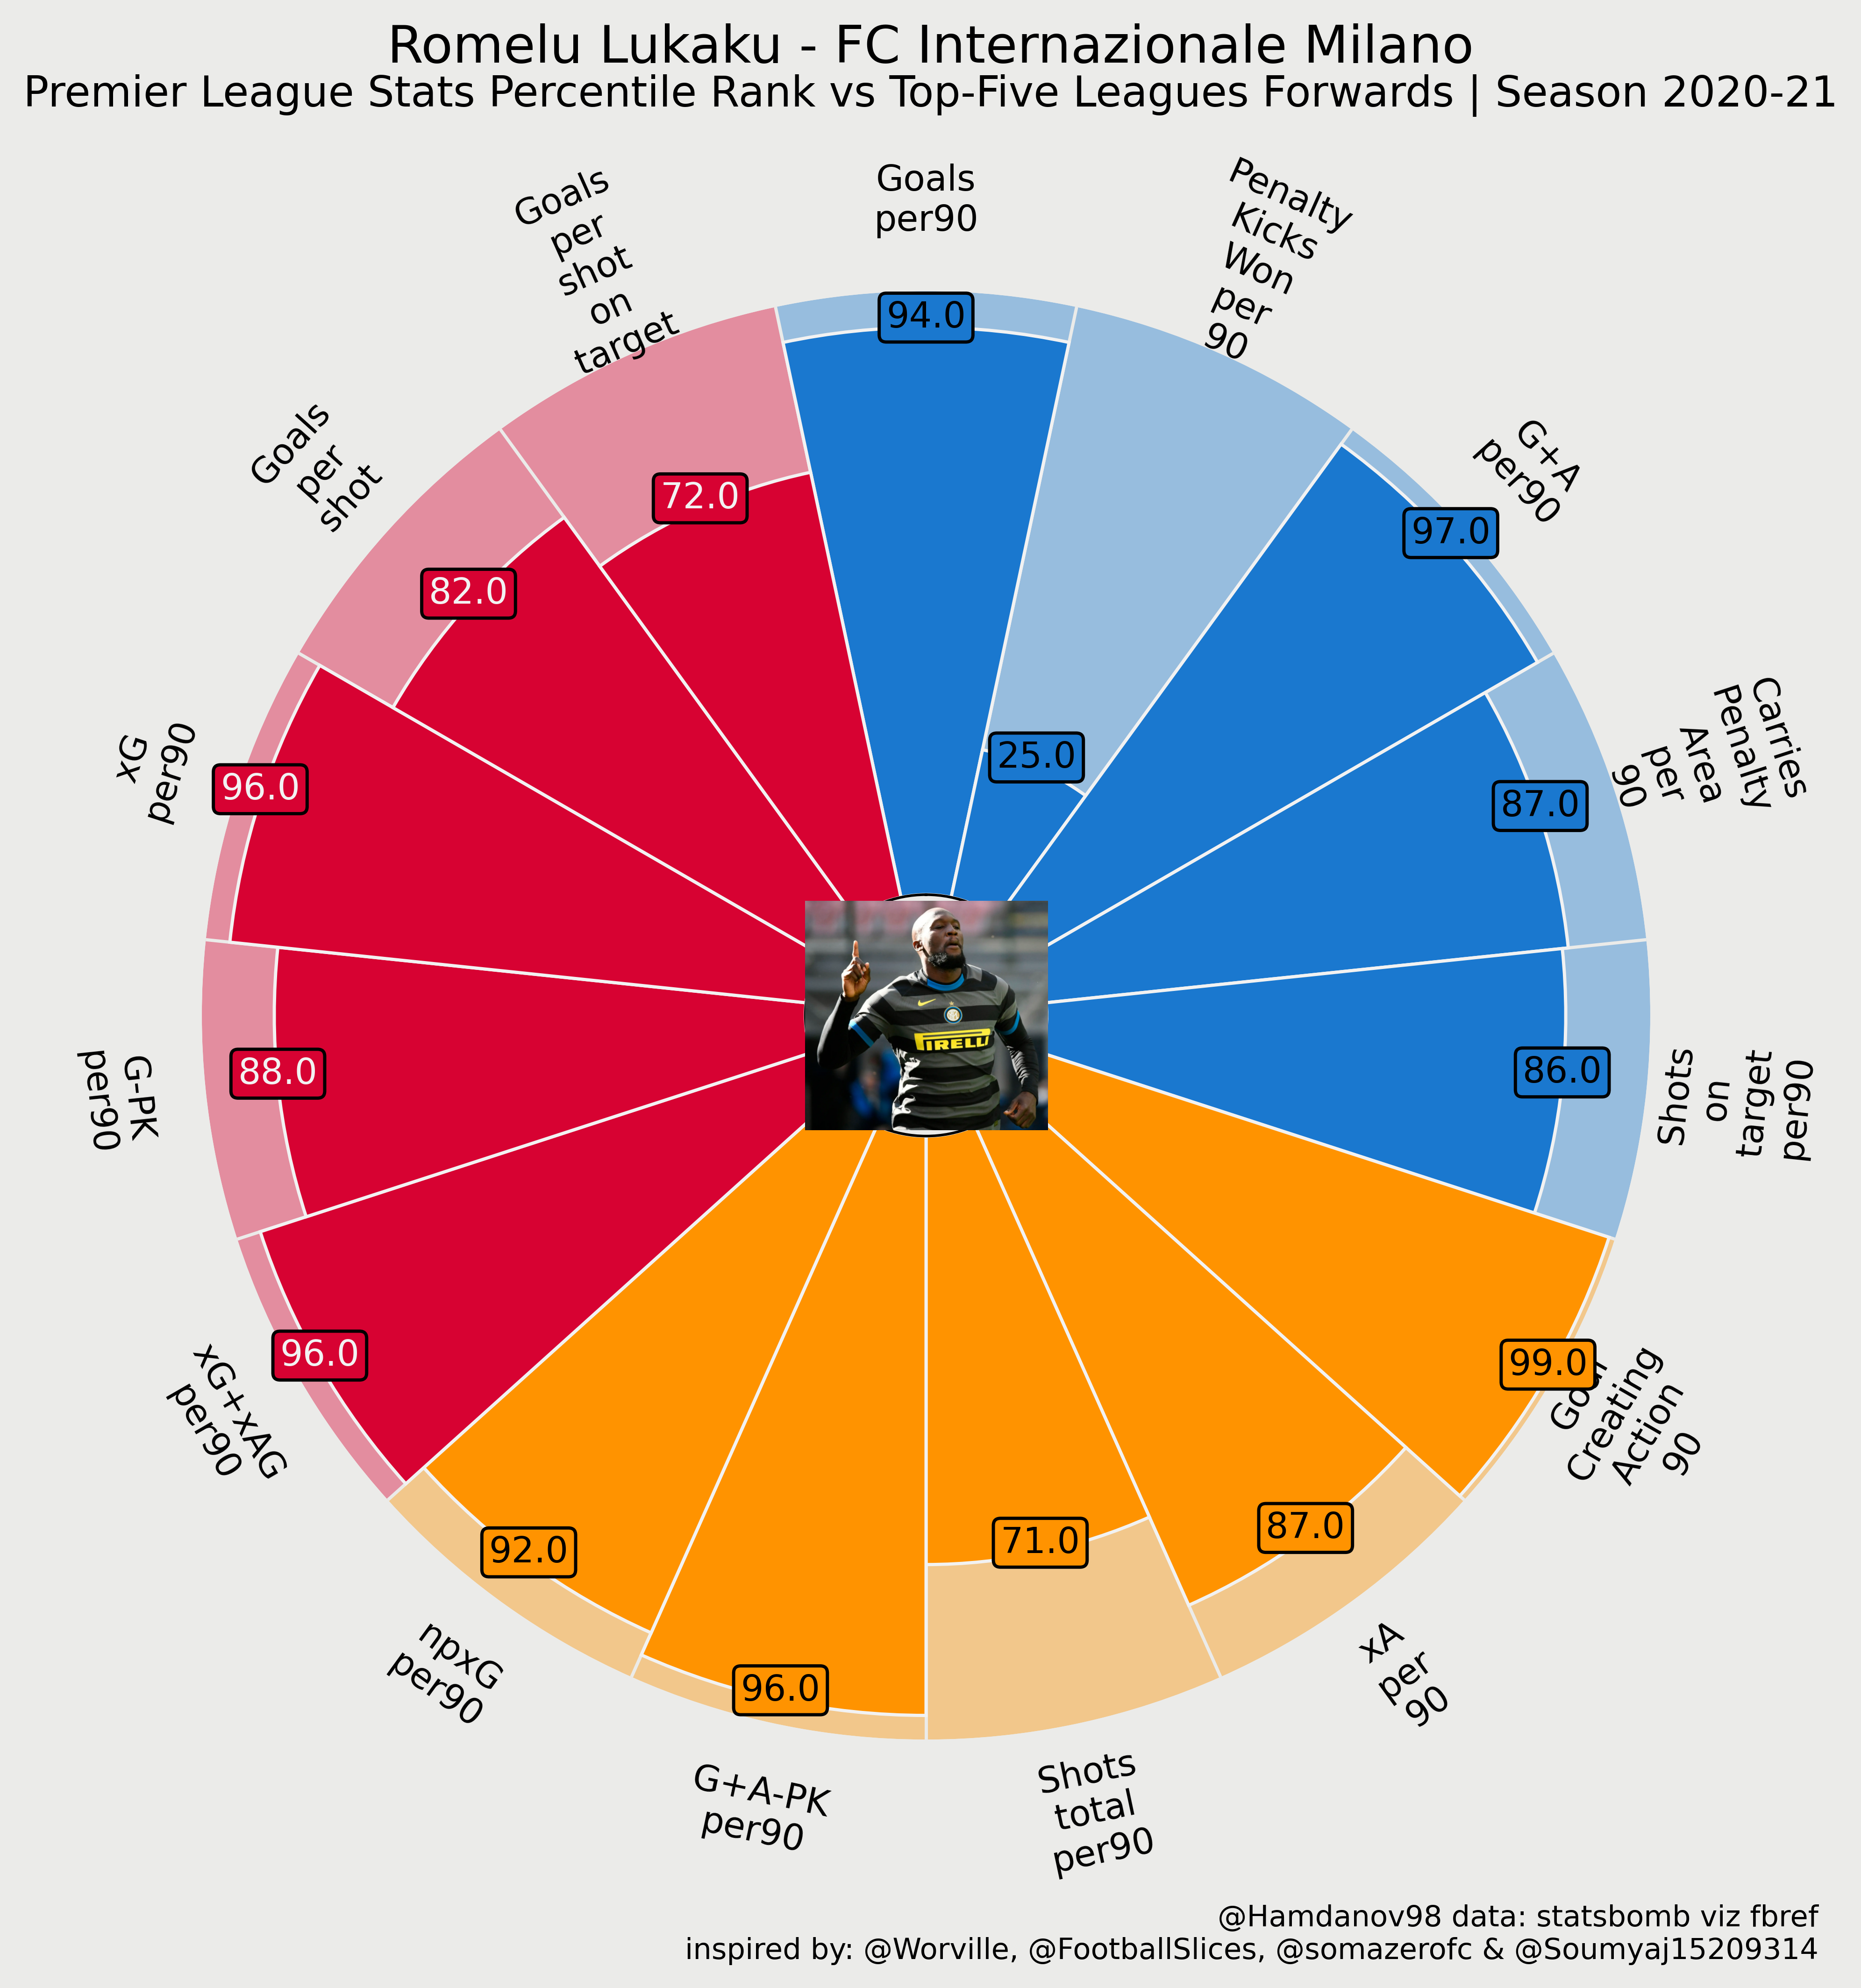 Romelu Lukaku - FC Internazionale Milano
Premier League Stats Percentile Rank vs Top-Five Leagues Forwards | Season 2020-21
Goals
per90
94.0
Penalty
Kicks
Won
per
90
25.0
G+A
per90
97.0
Carries
Penalty
Area
per
90
87.0
Shots
on
target
per90
86.0
Goal
Creating
Action
90
99.0
xA
per
90
87.0
Shots
total
per90
71.0
G+A-PK
per90
96.0
npxG
per90
92.0
xG+xAG
per90
96.0
G-PK
per90
88.0
xG
per90
96.0
Goals
per
shot
82.0
Goals
per
shot
on
target
72.0
PIRELLI
@Hamdanov98 data: statsbomb viz fbref
inspired by: @Worville, @FootballSlices, @somazerofc & @Soumyaj15209314